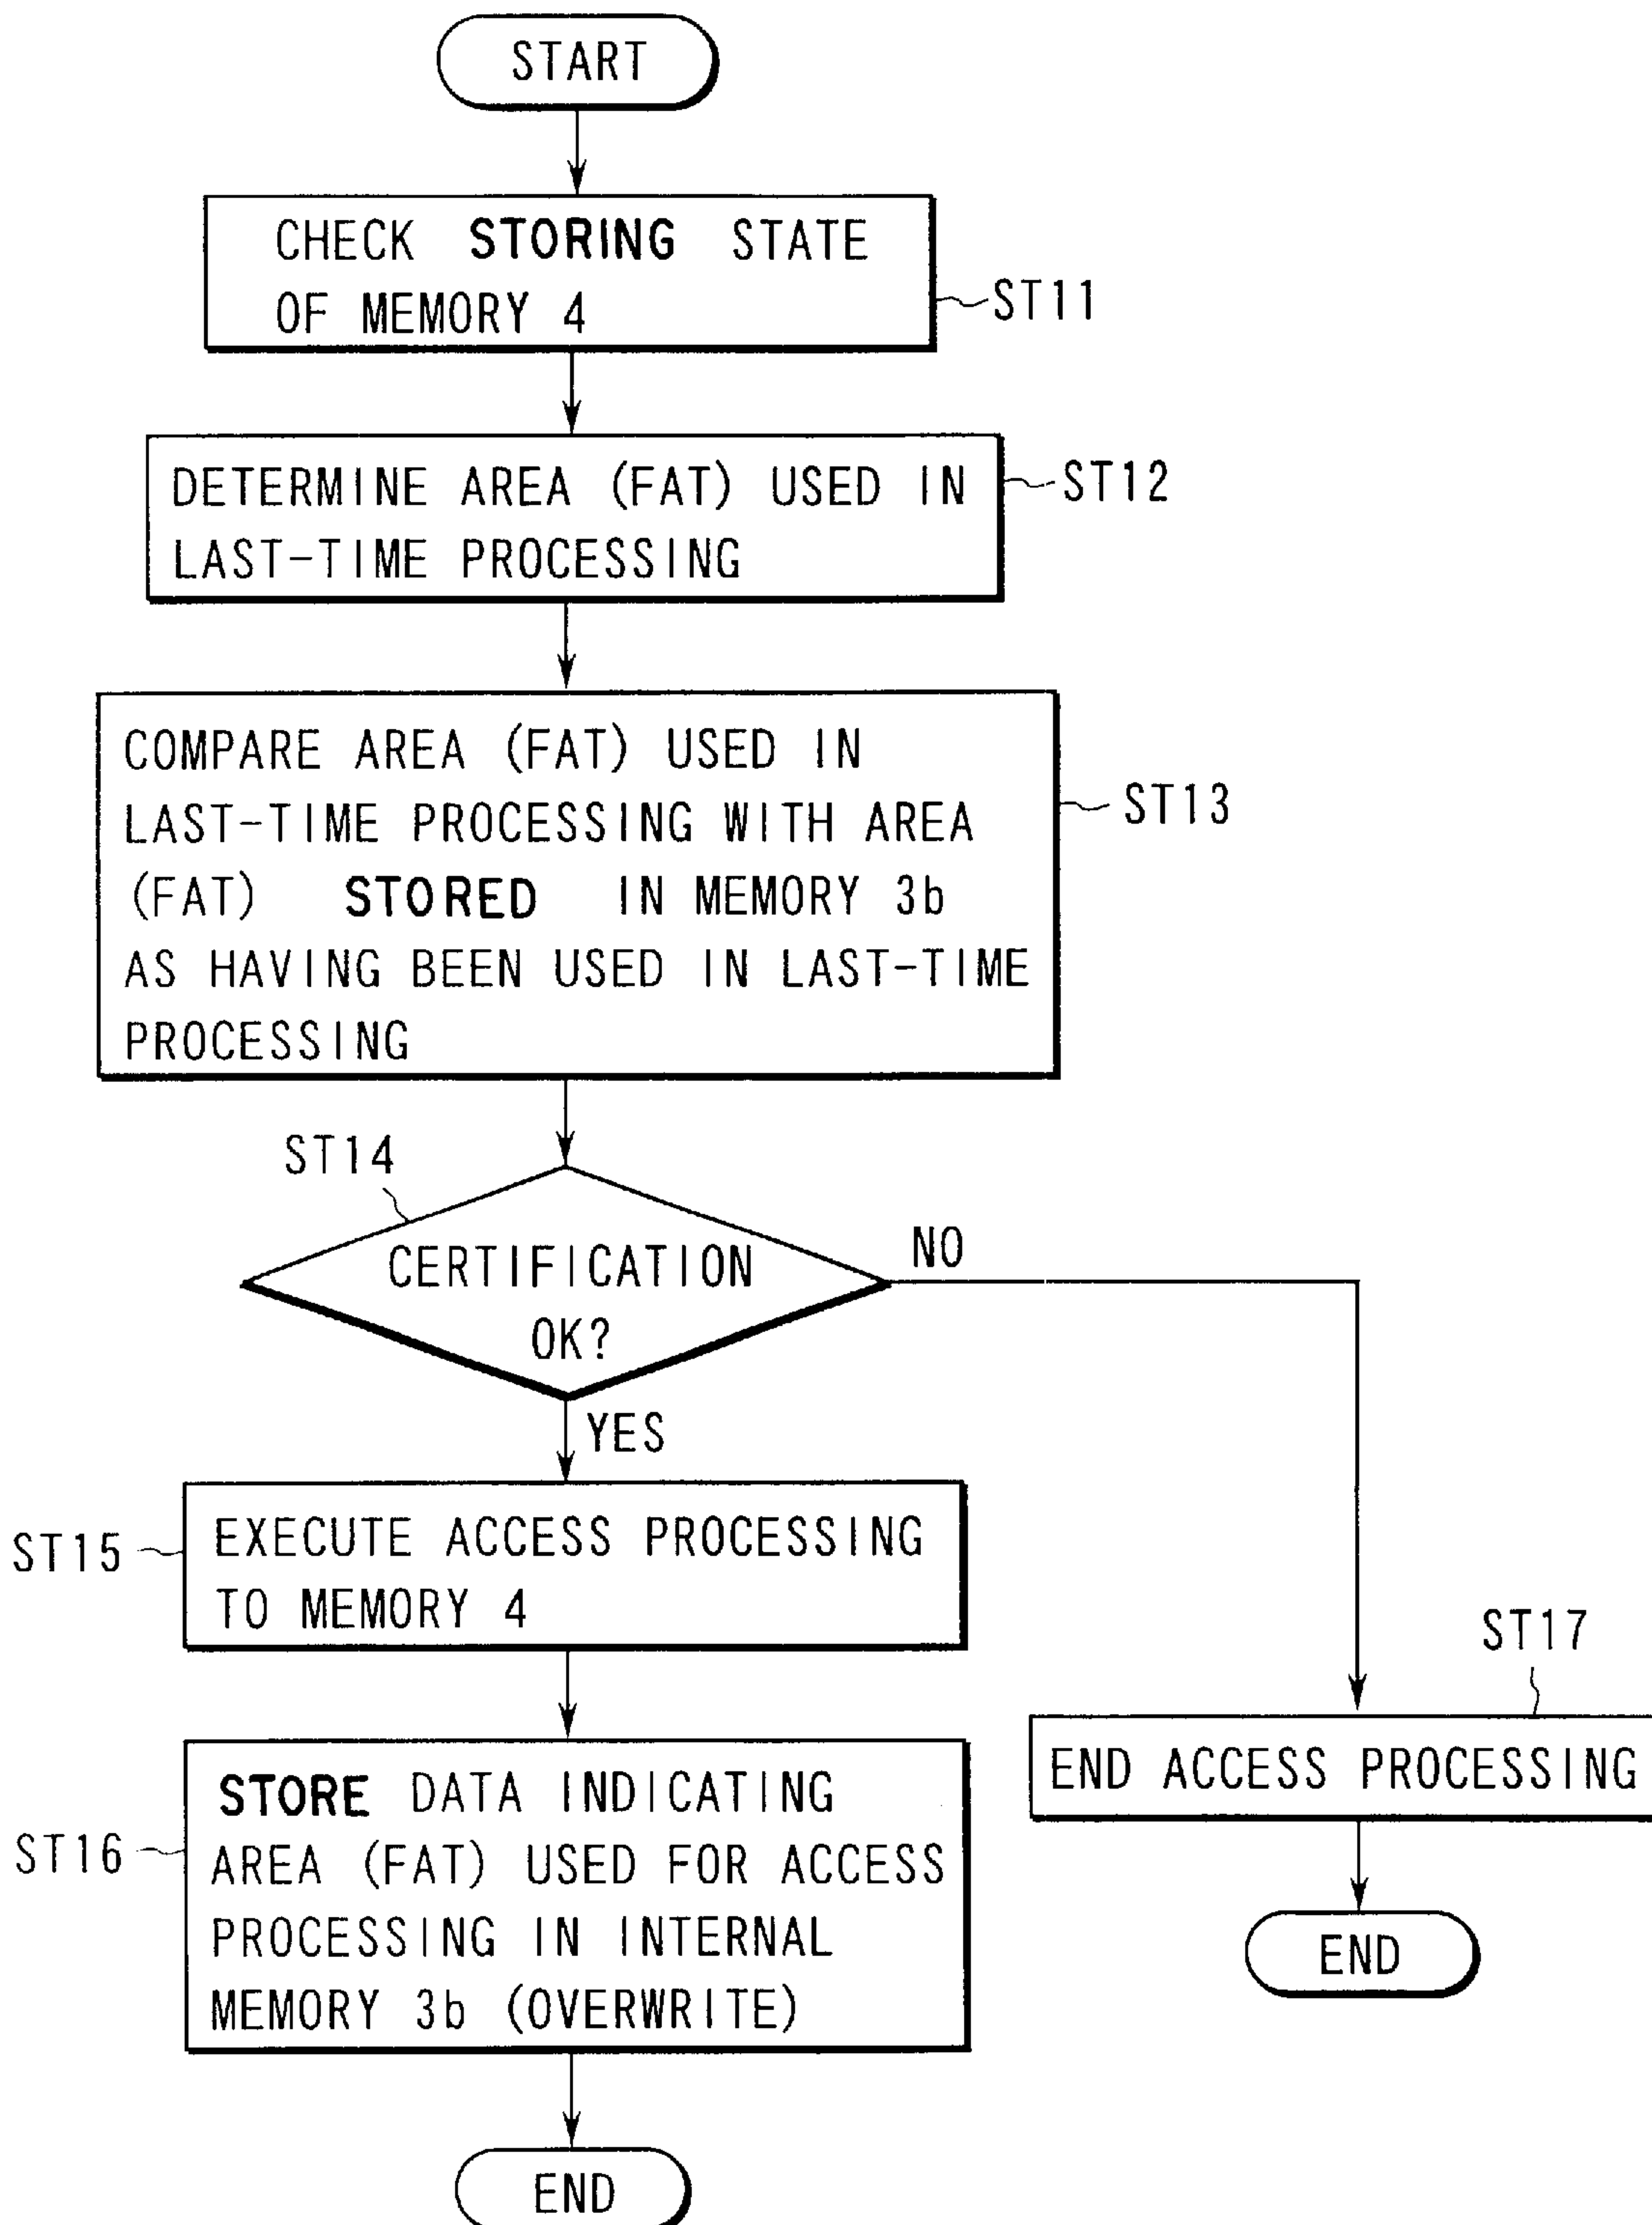 START
CHECK STORING STATE
OF MEMORY 4
ST11
DETERMINE AREA (FAT) USED IN
LAST-TIME PROCESSING
ST12
COMPARE AREA (FAT) USED IN
LAST-TIME PROCESSING WITH AREA
(FAT) STORED IN MEMORY 3b
AS HAVING BEEN USED IN LAST-TIME
PROCESSING
ST13
ST14
CERTIFICATION
OK?
NO
YES
ST15
EXECUTE ACCESS PROCESSING
TO MEMORY 4
ST16
STORE DATA INDICATING
AREA (FAT) USED FOR ACCESS
PROCESSING IN INTERNAL
MEMORY 3b (OVERWRITE)
END
ST17
END ACCESS PROCESSING
END